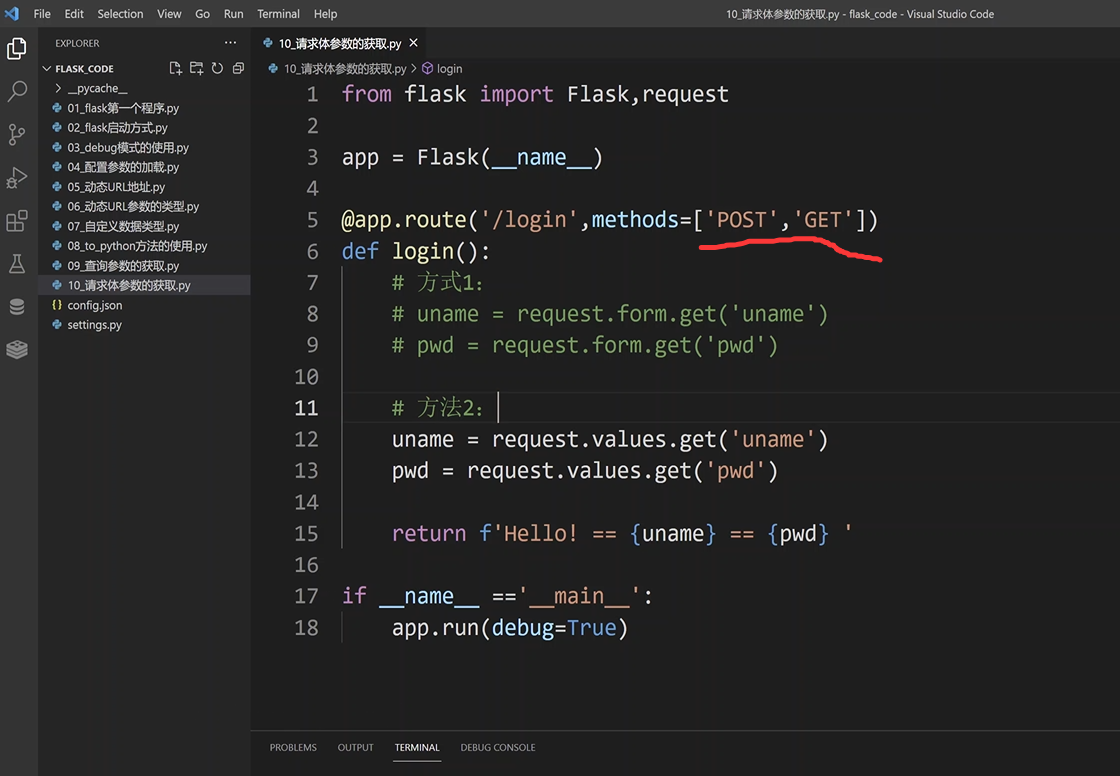 File Edit Selection View Go Run Terminal Help
10_请求体参数的获取.py - flask_code - Visual Studio Code
EXPLORER
FLASK_CODE
__pycache__
01_flask第一个程序.py
02_flask启动方式.py
03_debug模式的使用.py
04_配置参数的加载.py
05_动态URL地址.py
06_动态URL参数的类型.py
07_自定义数据类型.py
08_to_python方法的使用.py
09_查询参数的获取.py
10_请求体参数的获取.py
{} config.json
settings.py
10_请求体参数的获取.py
10_请求体参数的获取.py > login
1 from flask import Flask,request
2
3 app = Flask(__name__)
4
5 @app.route('/login',methods=['POST','GET'])
6 def login():
7 # 方式1：
8 # uname = request.form.get('uname')
9 # pwd = request.form.get('pwd')
10
11 # 方法2：
12 uname = request.values.get('uname')
13 pwd = request.values.get('pwd')
14
15 return f'Hello! == {uname} == {pwd} '
16
17 if __name__ =='__main__':
18 app.run(debug=True)
PROBLEMS OUTPUT TERMINAL DEBUG CONSOLE